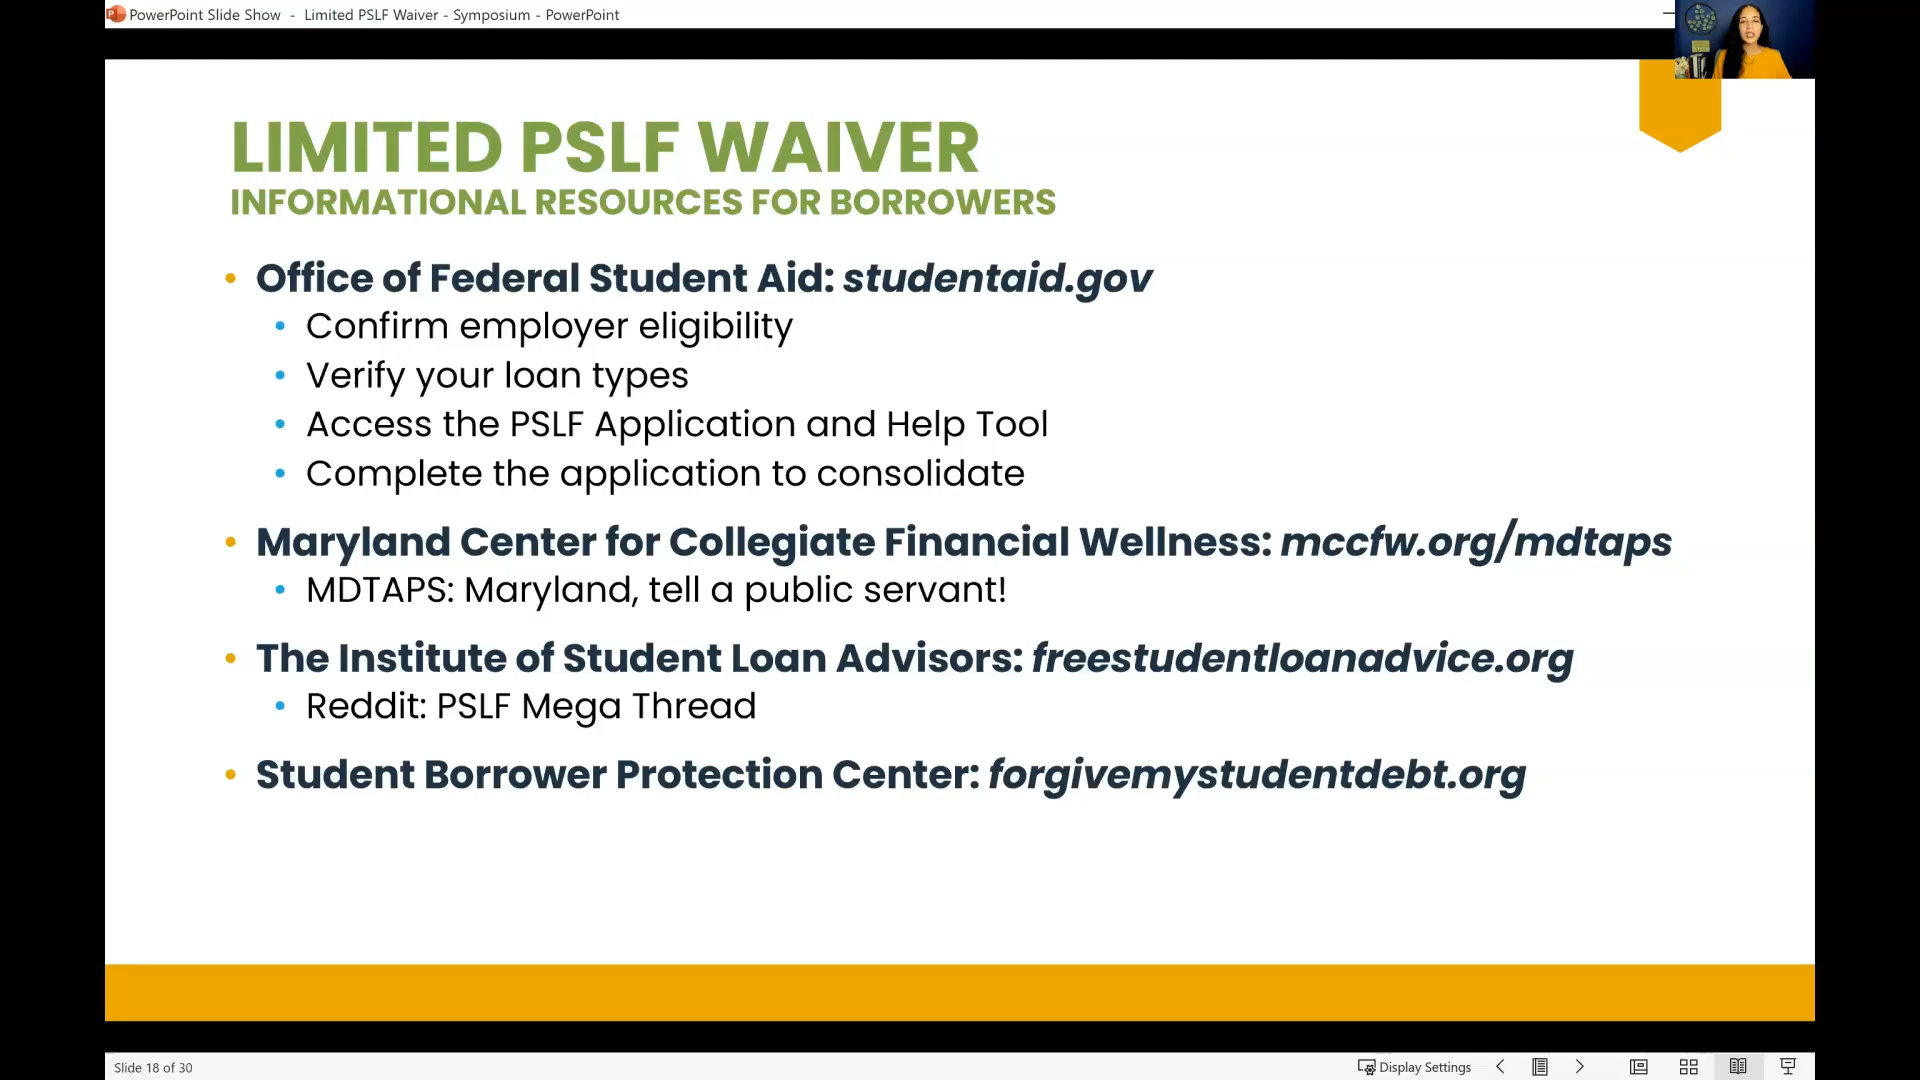 PowerPoint Slide Show - Limited PSLF Waiver - Symposium - PowerPoint
LIMITED PSLF WAIVER
INFORMATIONAL RESOURCES FOR BORROWERS
• Office of Federal Student Aid: studentaid.gov
• Confirm employer eligibility
• Verify your loan types
• Access the PSLF Application and Help Tool
• Complete the application to consolidate
• Maryland Center for Collegiate Financial Wellness: mccfw.org/mdtaps
• MDTAPS: Maryland, tell a public servant!
• The Institute of Student Loan Advisors: freestudentloanadvice.org
• Reddit: PSLF Mega Thread
• Student Borrower Protection Center: forgivemystudentdebt.org
Slide 18 of 30
Display Settings